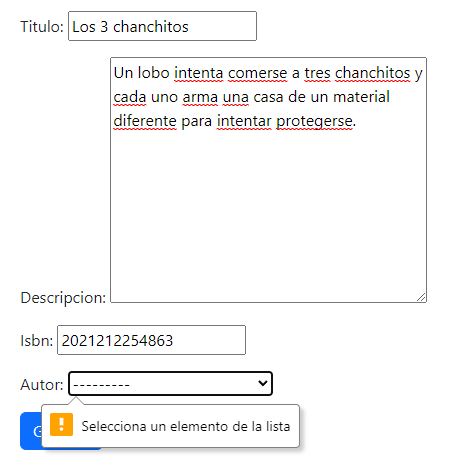 Titulo: Los 3 chanchitos
Un lobo intenta comerse a tres chanchitos y
cada uno arma una casa de un material
diferente para intentar protegerse.
Descripcion:
Isbn: 2021212254863
Autor: ---------
Selecciona un elemento de la lista